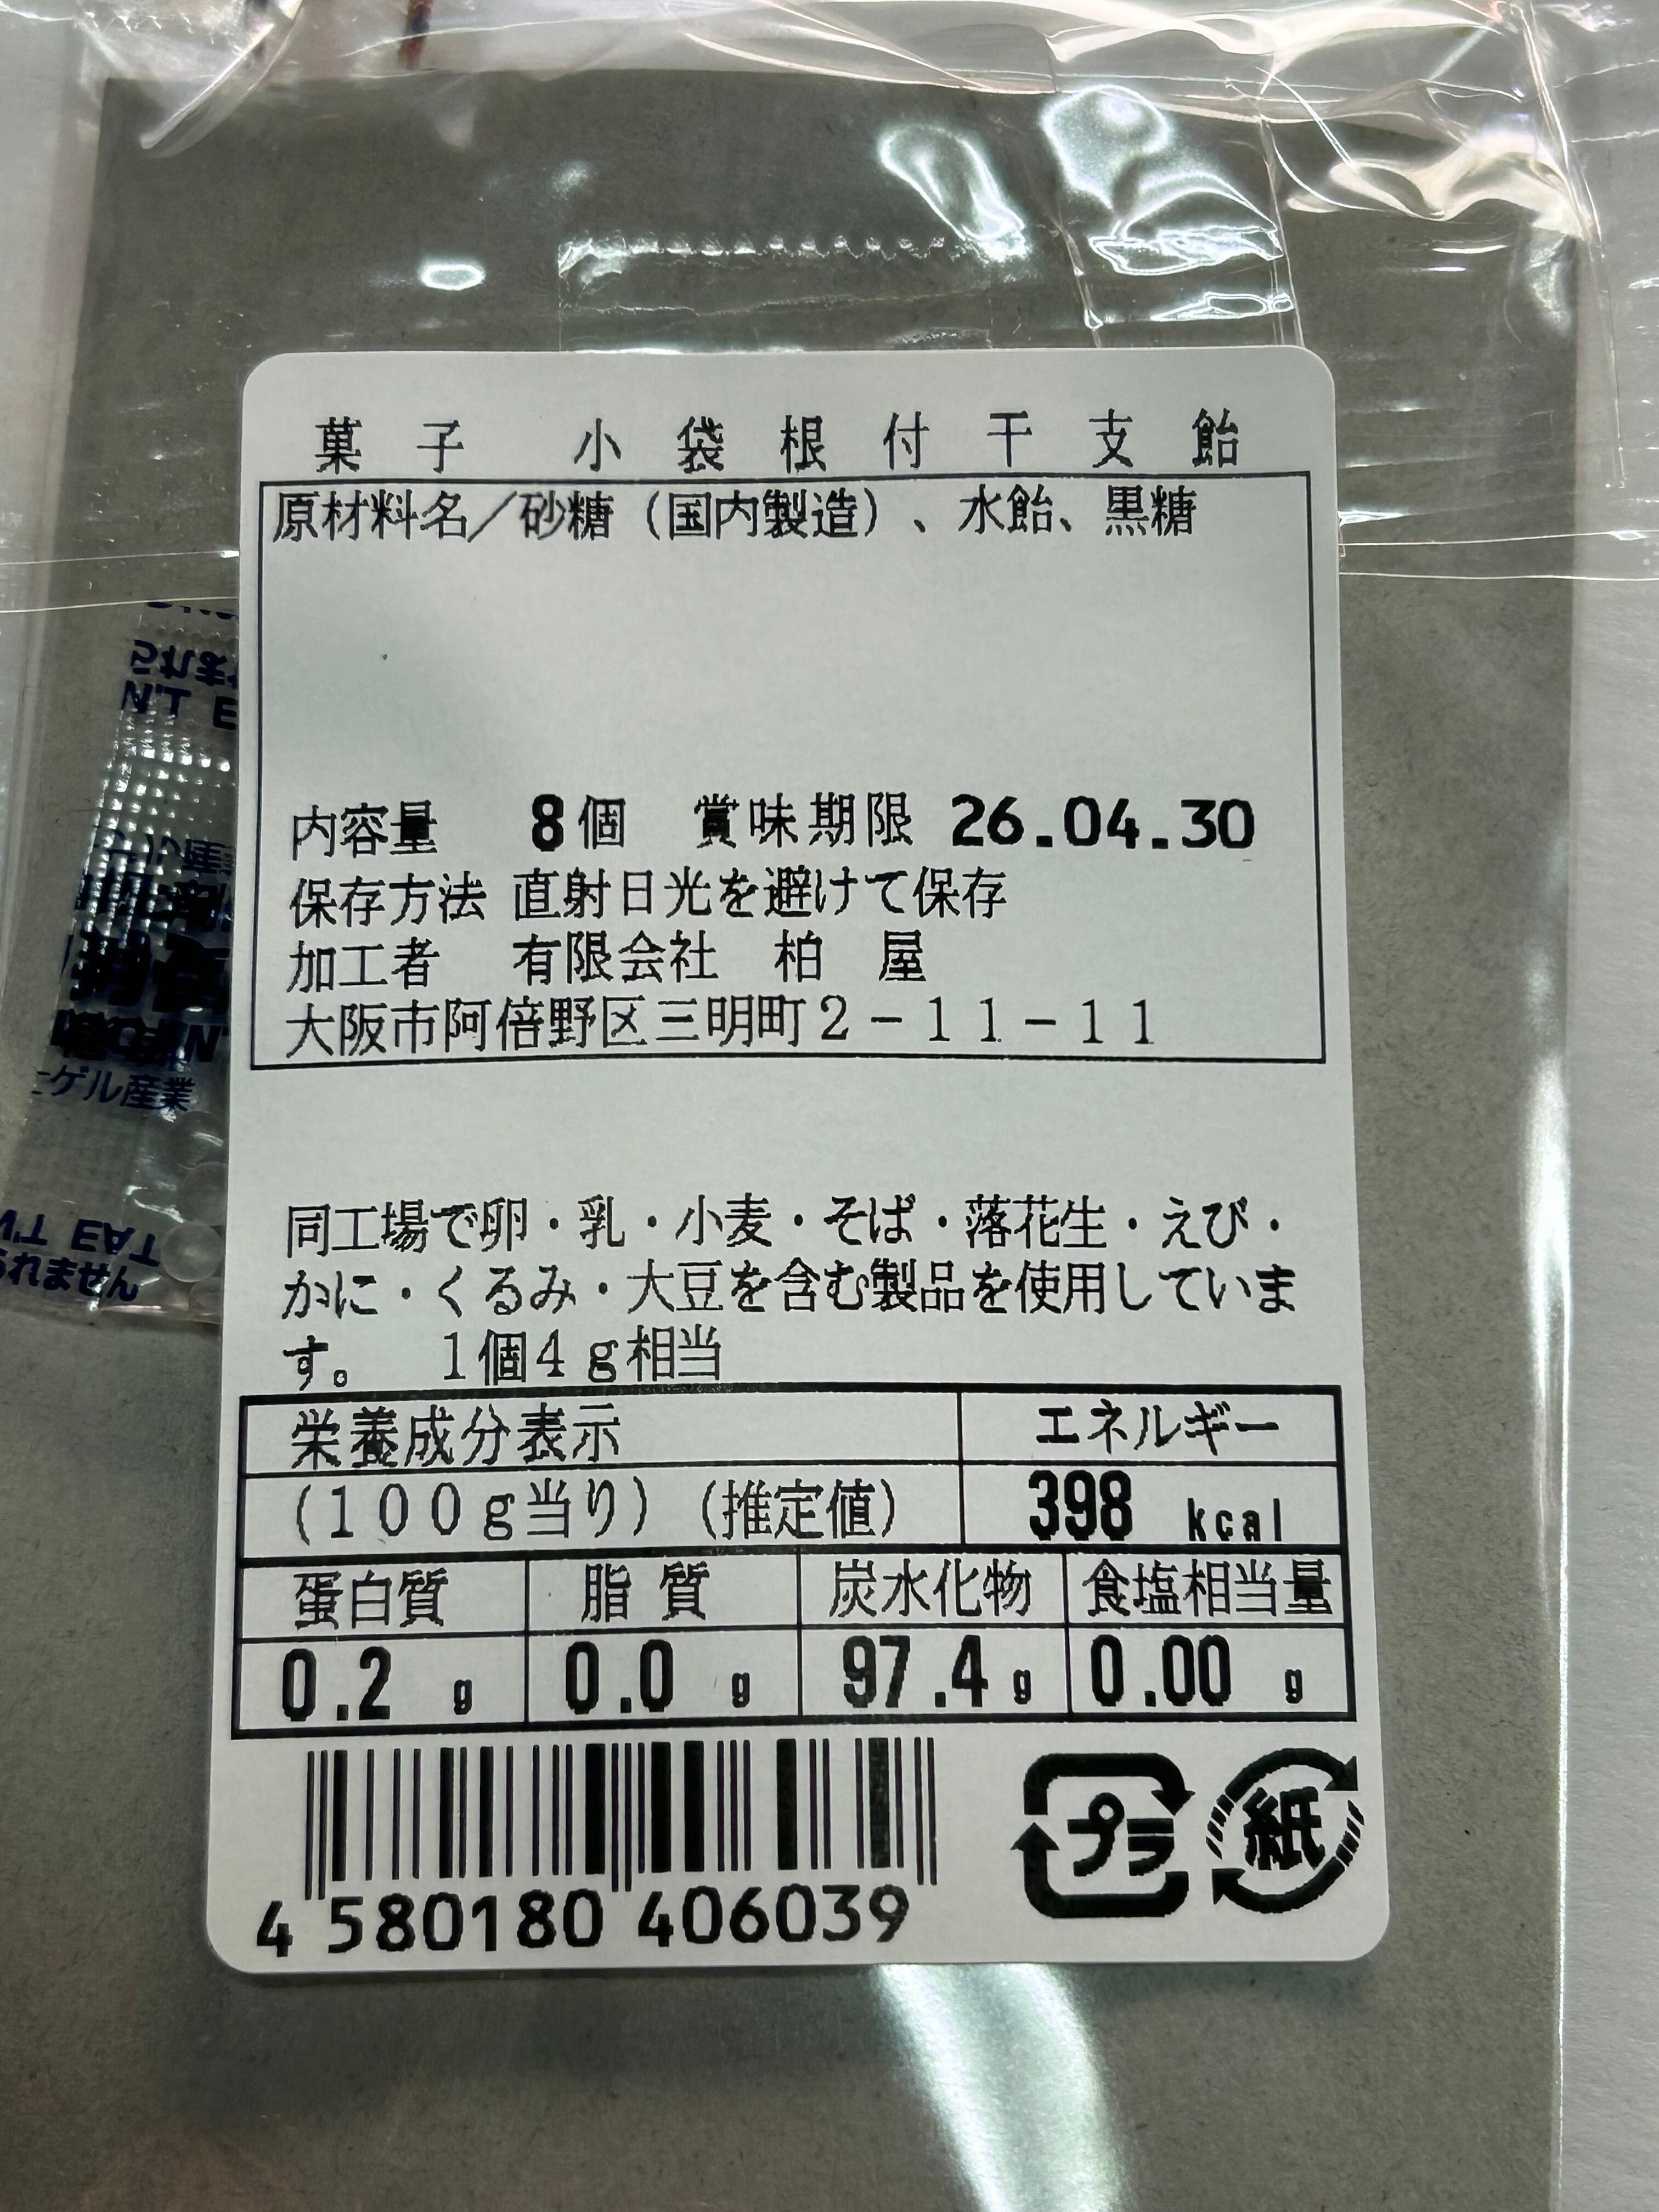 菓子 小袋根付干支飴
原材料名／砂糖（国内製造）、水飴、黒糖
内容量 8個 賞味期限 26.04.30
保存方法 直射日光を避けて保存
加工者 有限会社 柏屋
大阪市阿倍野区三明町２－１１－１１
同工場で卵・乳・小麦・そば・落花生・えび・
かに・くるみ・大豆を含む製品を使用していま
す。 １個４ｇ相当
栄養成分表示 エネルギー
（１００ｇ当り）（推定値） 398 kcal
蛋白質 脂質 炭水化物 食塩相当量
0.2 g 0.0 g 97.4 g 0.00 g
プラ 紙
4 580180 406039
ゲル産業
N'T EAT
れません